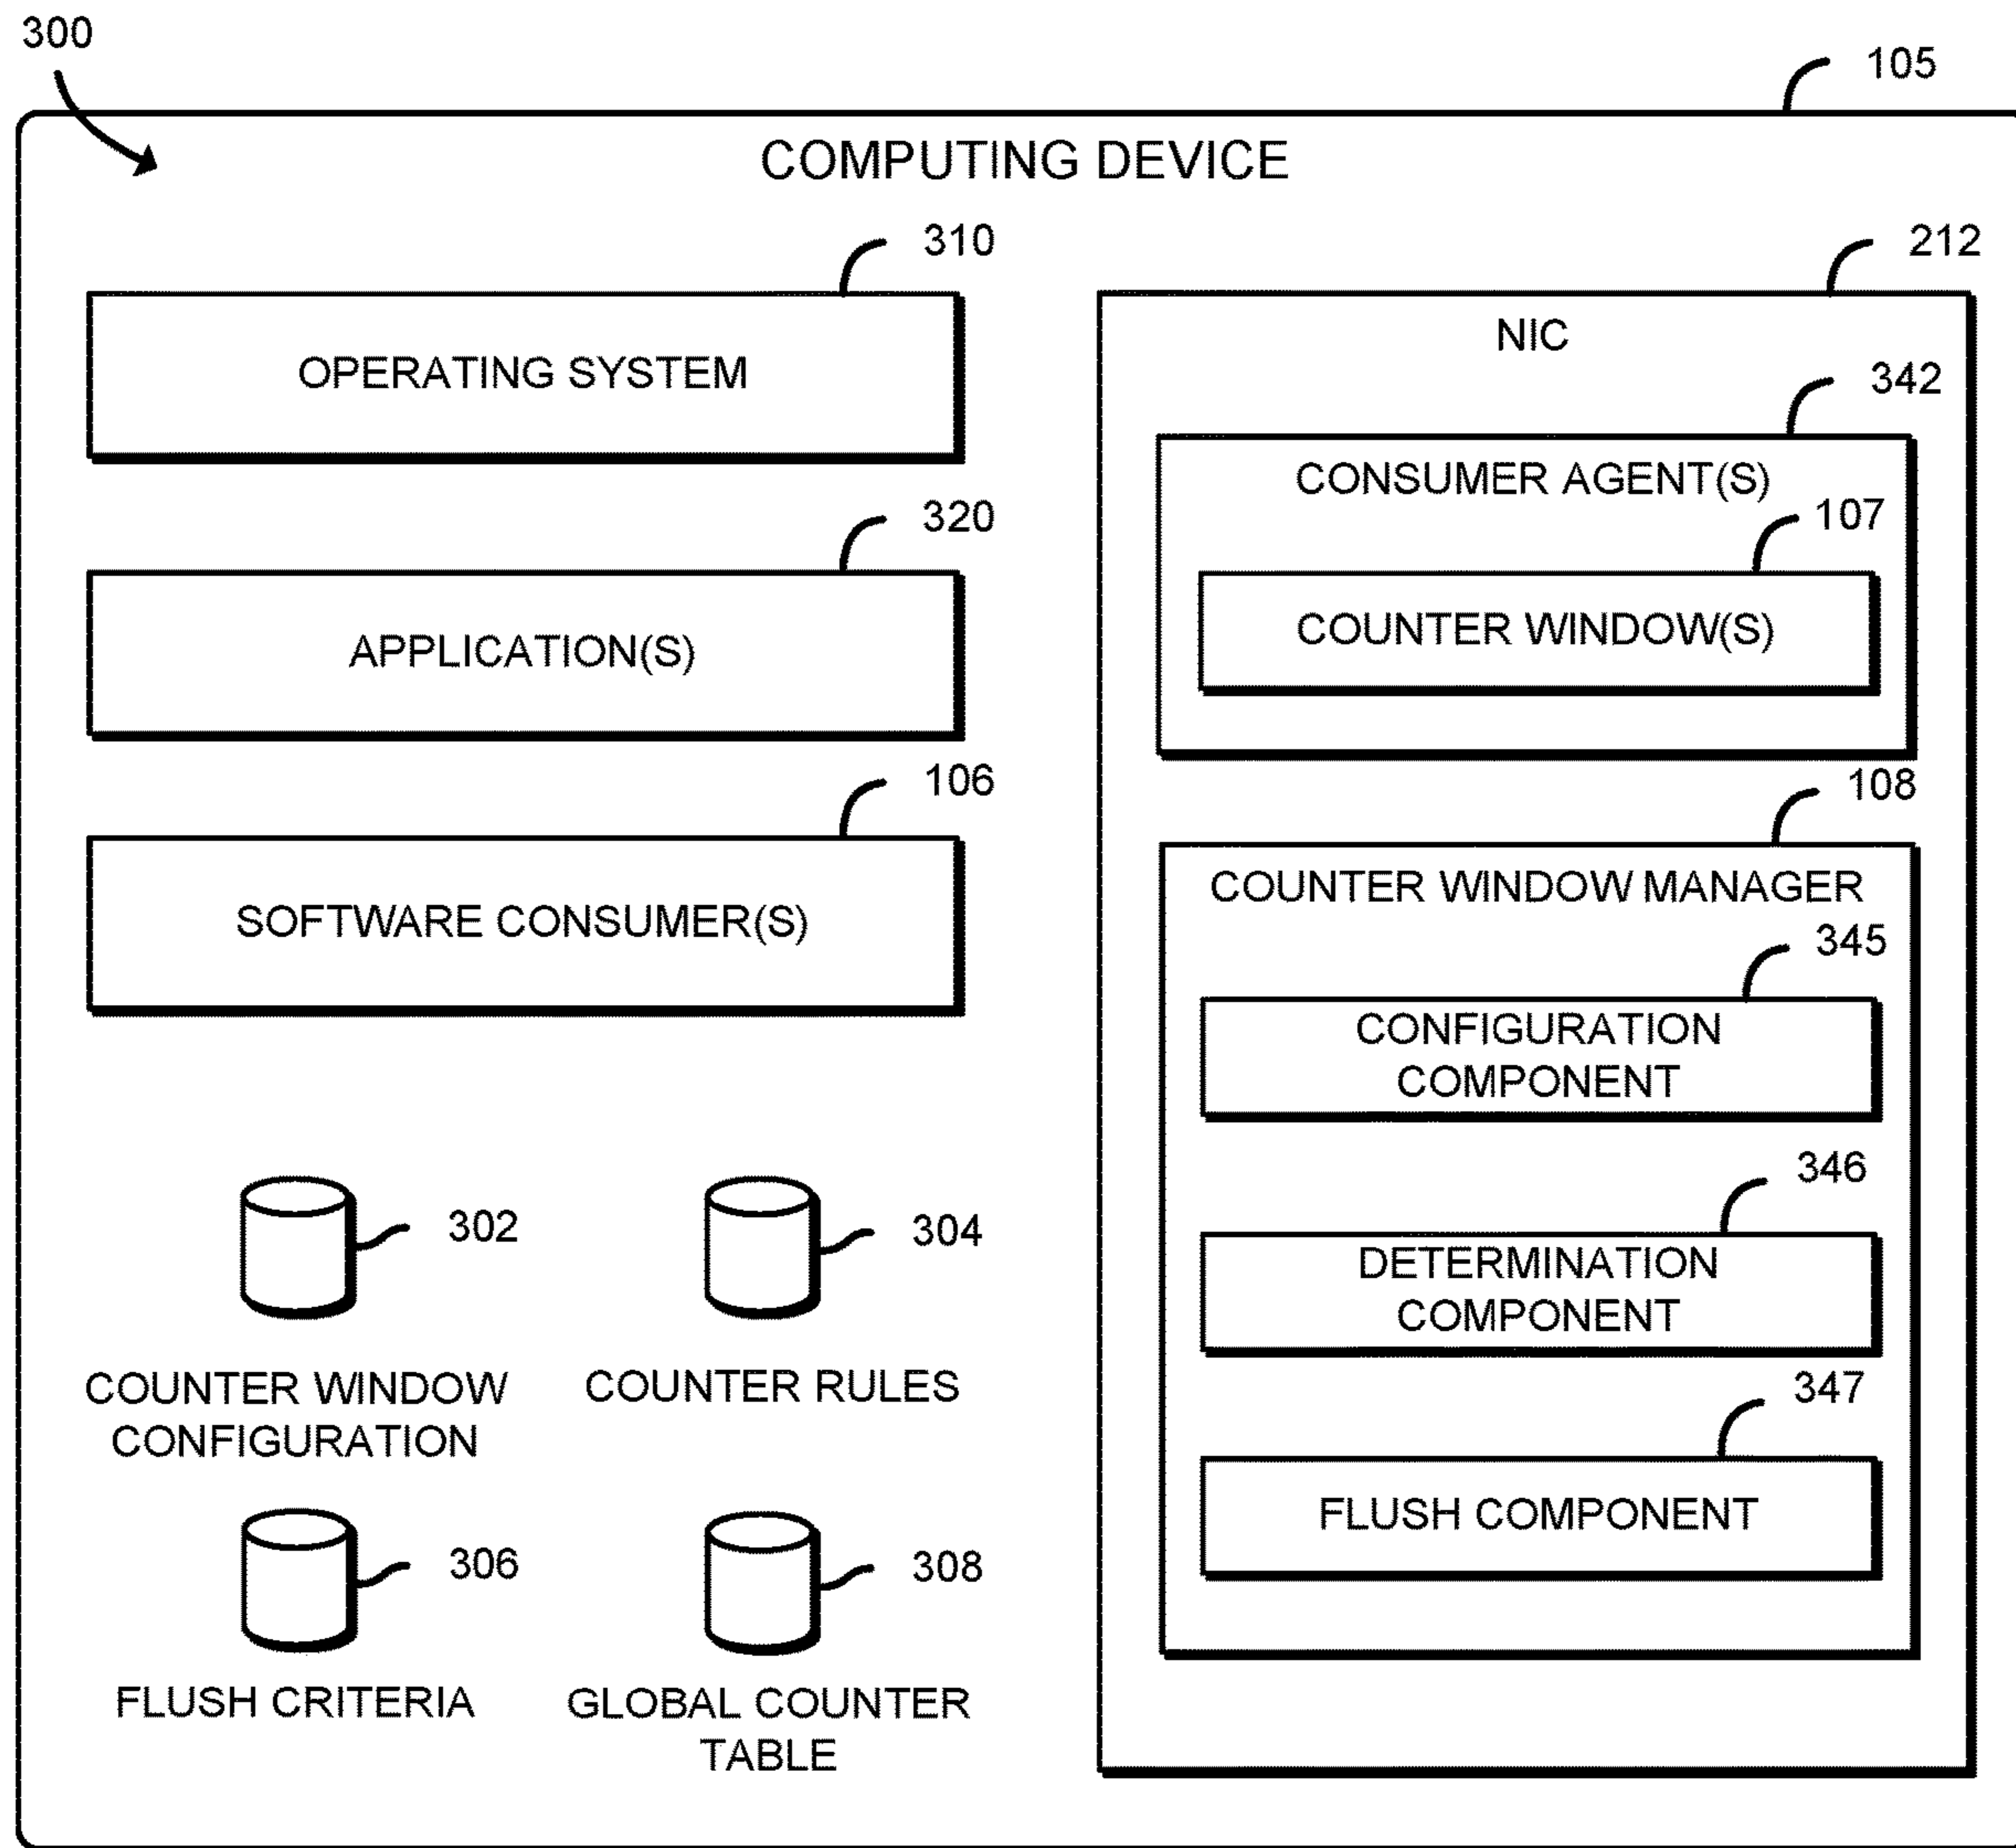 300
105
COMPUTING DEVICE
310
OPERATING SYSTEM
320
APPLICATION(S)
106
SOFTWARE CONSUMER(S)
302
COUNTER WINDOW
CONFIGURATION
304
COUNTER RULES
306
FLUSH CRITERIA
308
GLOBAL COUNTER
TABLE
212
NIC
342
CONSUMER AGENT(S)
107
COUNTER WINDOW(S)
108
COUNTER WINDOW MANAGER
345
CONFIGURATION
COMPONENT
346
DETERMINATION
COMPONENT
347
FLUSH COMPONENT